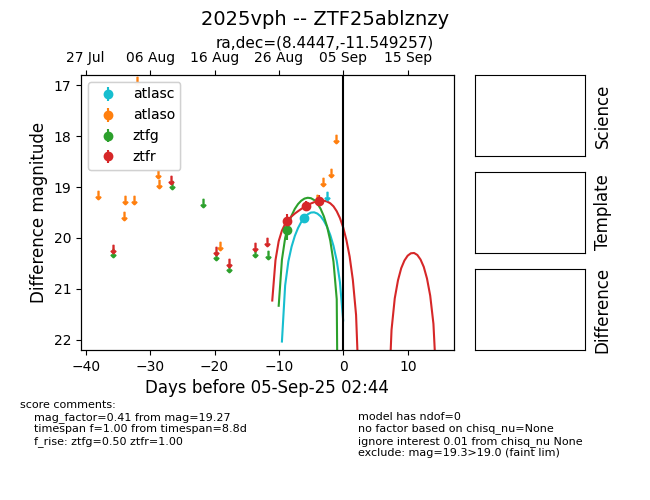 2025vph -- ZTF25ablznzy
ra,dec=(8.4447,-11.549257)
27 Jul 06 Aug 16 Aug 26 Aug 05 Sep 15 Sep
17
18
19
20
21
22
Difference magnitude
atlasc
atlaso
ztfg
ztfr
−40 −30 −20 −10 0 10
Days before 05-Sep-25 02:44
Science
Template
Difference
score comments:
mag_factor=0.41 from mag=19.27
timespan f=1.00 from timespan=8.8d
f_rise: ztfg=0.50 ztfr=1.00
model has ndof=0
no factor based on chisq_nu=None
ignore interest 0.01 from chisq_nu None
exclude: mag=19.3>19.0 (faint lim)